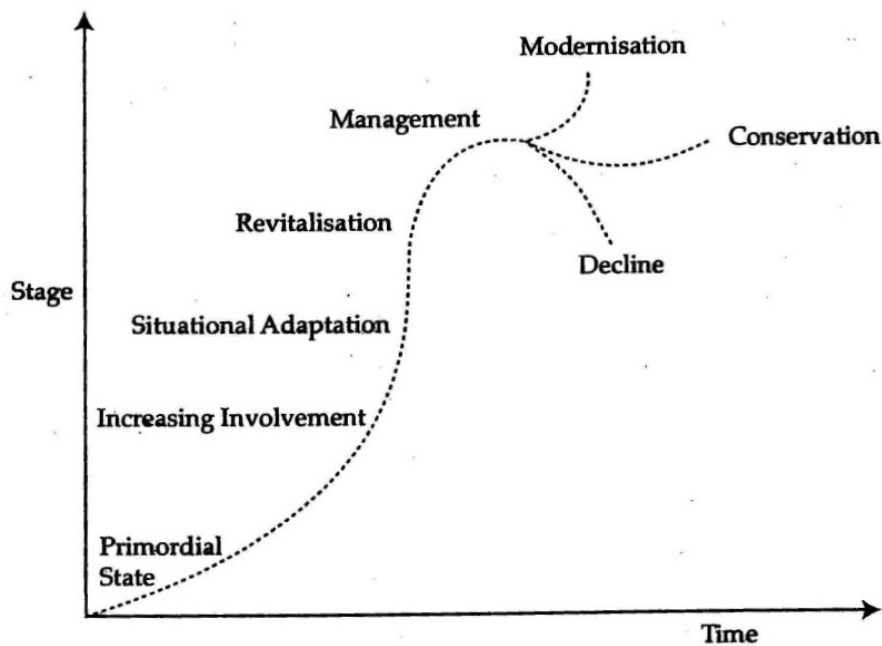 Modernisation
Management
Conservation
Revitalisation
Decline
Stage
Situational Adaptation
Increasing Involvement
Primordial
State
Time